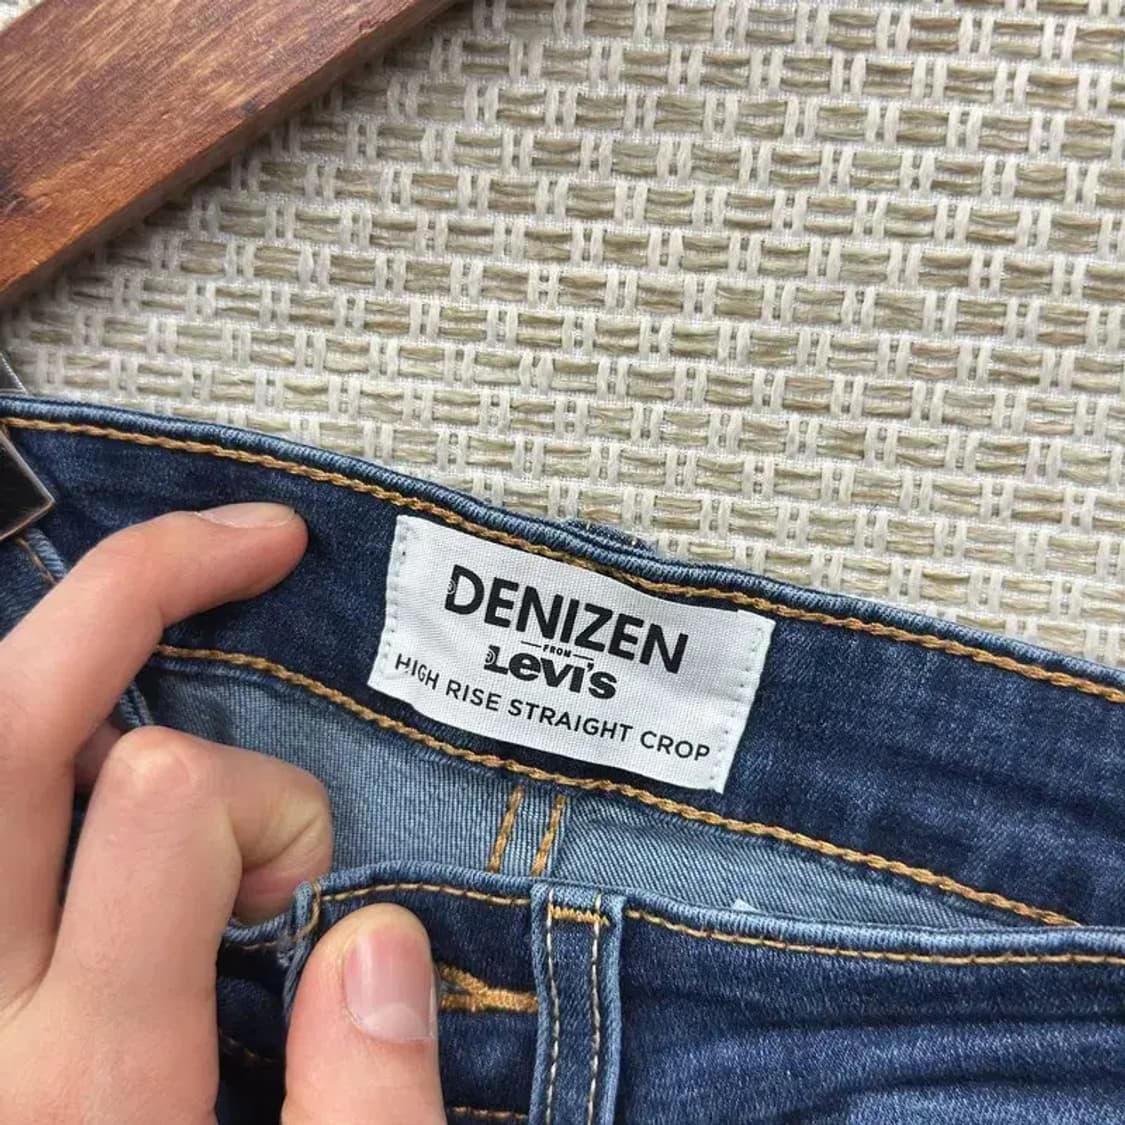 DENIZEN
FROM
Levi's
HIGH RISE STRAIGHT CROP